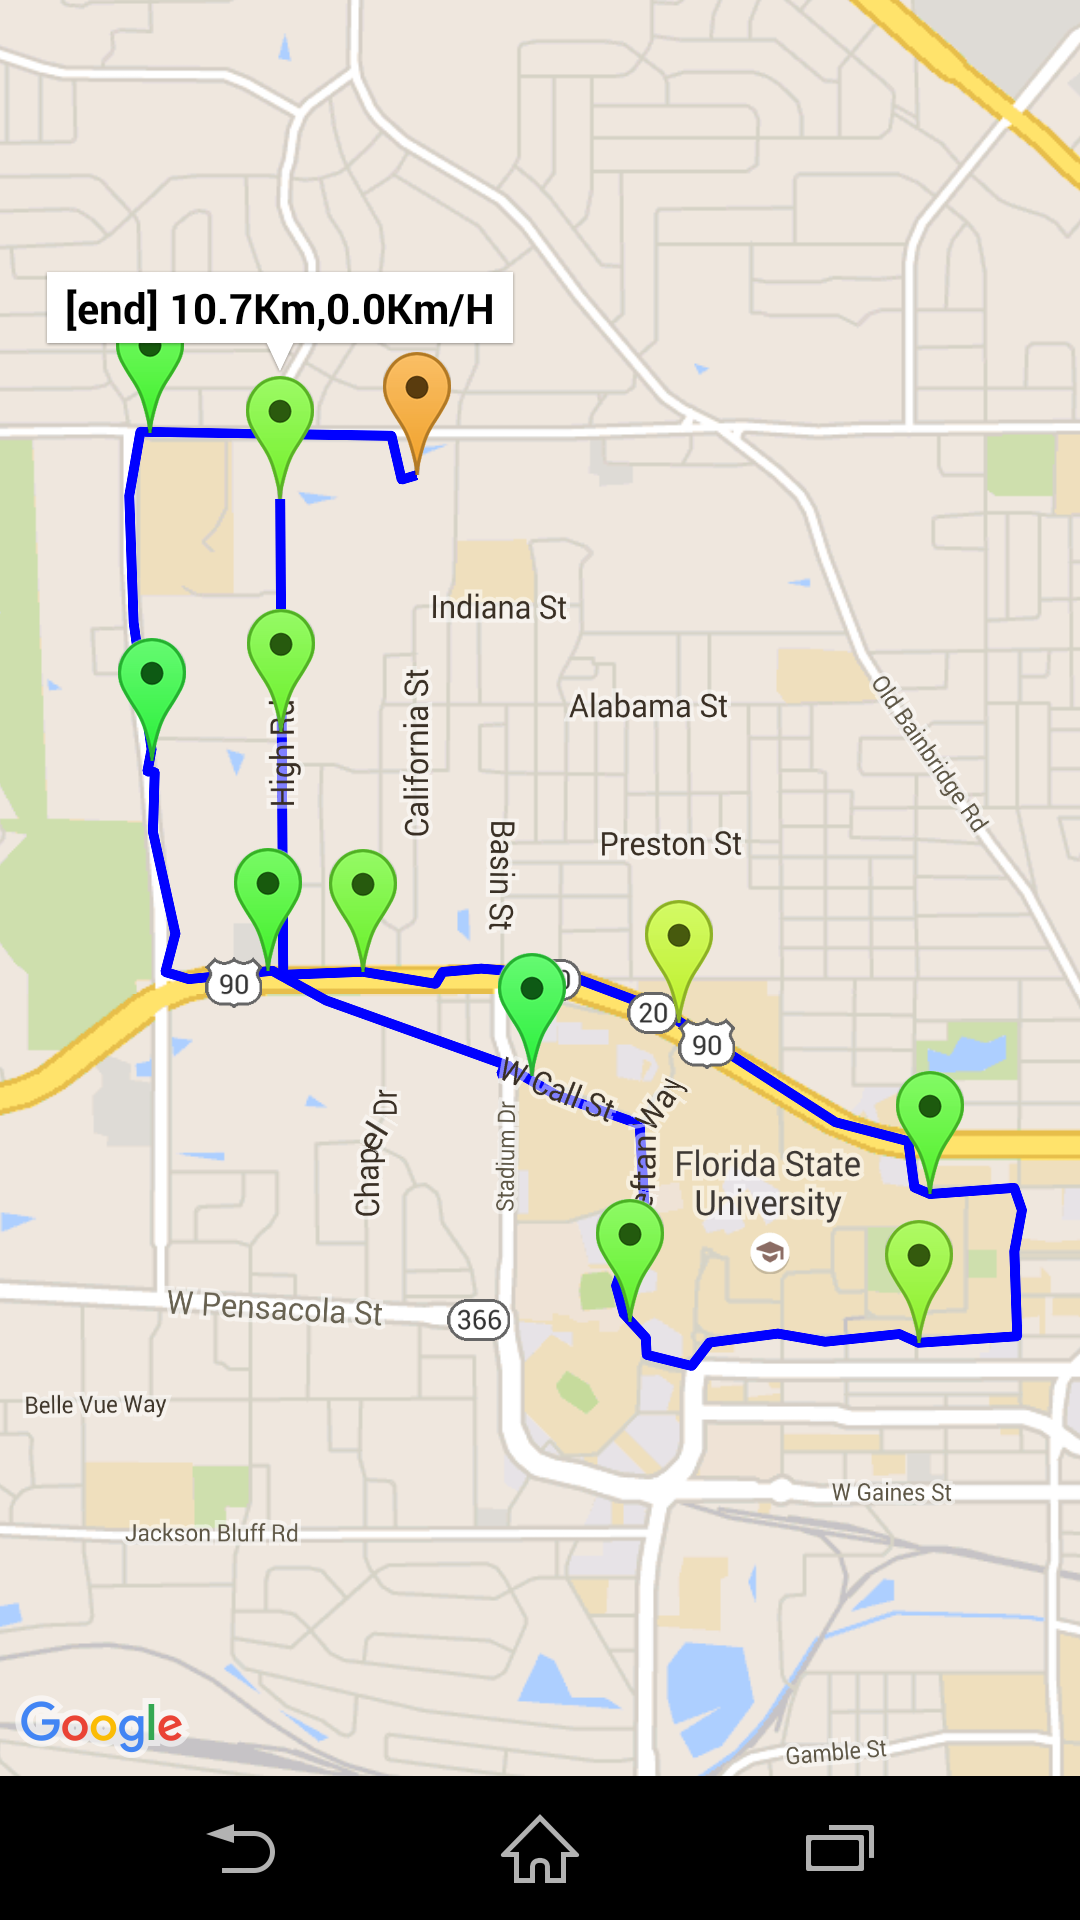 [end] 10.7Km,0.0Km/H
Indiana St
California St
High Rd
Alabama St
Old Bainbridge Rd
Preston St
Basin St
90
20
90
W Call St
Way
Chapel Dr
Stadium Dr
Florida State
University
W Pensacola St
366
Belle Vue Way
W Gaines St
Jackson Bluff Rd
Google
Gamble St